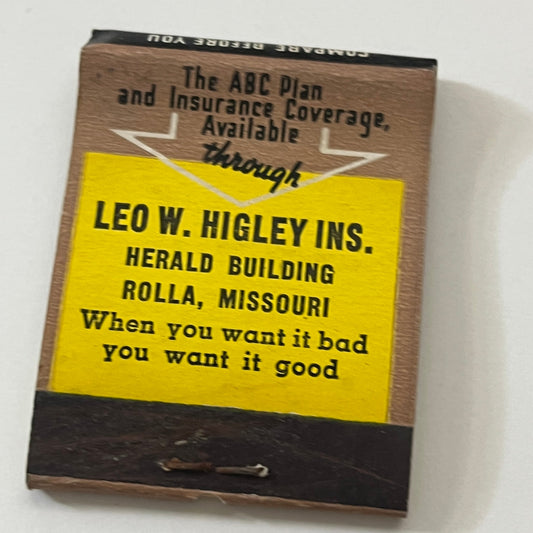 COMPARE BEFORE YOU
The ABC Plan
and Insurance Coverage,
Available
through
LEO W. HIGLEY INS.
HERALD BUILDING
ROLLA, MISSOURI
When you want it bad
you want it good